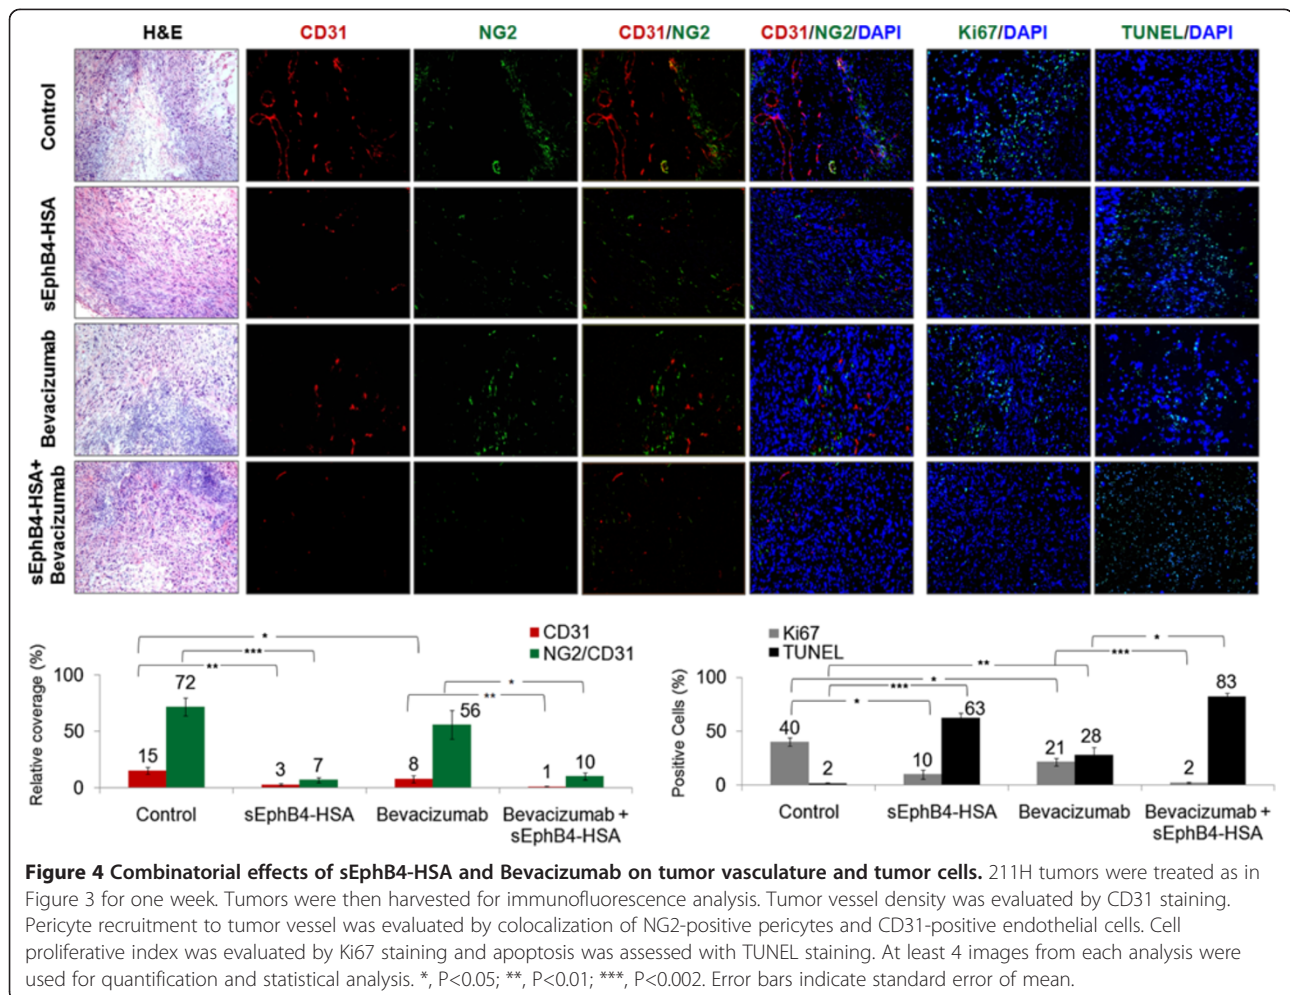 H&E CD31 NG2 CD31/NG2 CD31/NG2/DAPI Ki67/DAPI TUNEL/DAPI
Control
sEphB4-HSA
Bevacizumab
sEphB4-HSA+
Bevacizumab
Relative coverage (%)
CD31
NG2/CD31
* *** ** * **
100
50
0
15 72 3 7 8 56 1 10
Control sEphB4-HSA Bevacizumab Bevacizumab +
sEphB4-HSA
Positive Cells (%)
Ki67
TUNEL
* *** ** * *** *
100
50
0
40 2 10 63 21 28 2 83
Control sEphB4-HSA Bevacizumab Bevacizumab +
sEphB4-HSA
Figure 4 Combinatorial effects of sEphB4-HSA and Bevacizumab on tumor vasculature and tumor cells. 211H tumors were treated as in
Figure 3 for one week. Tumors were then harvested for immunofluorescence analysis. Tumor vessel density was evaluated by CD31 staining.
Pericyte recruitment to tumor vessel was evaluated by colocalization of NG2-positive pericytes and CD31-positive endothelial cells. Cell
proliferative index was evaluated by Ki67 staining and apoptosis was assessed with TUNEL staining. At least 4 images from each analysis were
used for quantification and statistical analysis. *, P<0.05; **, P<0.01; ***, P<0.002. Error bars indicate standard error of mean.